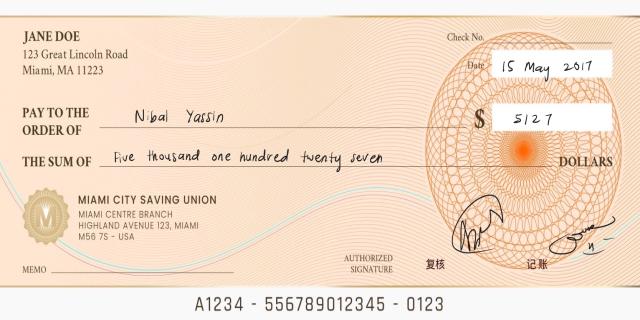 JANE DOE
123 Great Lincoln Road
Miami, MA 11223
Check No.
Date 15 May 2017
PAY TO THE
ORDER OF Nibal Yassin $ 5127
THE SUM OF Five thousand one hundred twenty seven DOLLARS
MIAMI CITY SAVING UNION
MIAMI CENTRE BRANCH
HIGHLAND AVENUE 123, MIAMI
M56 7S - USA
MEMO
AUTHORIZED
SIGNATURE
复核 记账
A1234 - 556789012345 - 0123